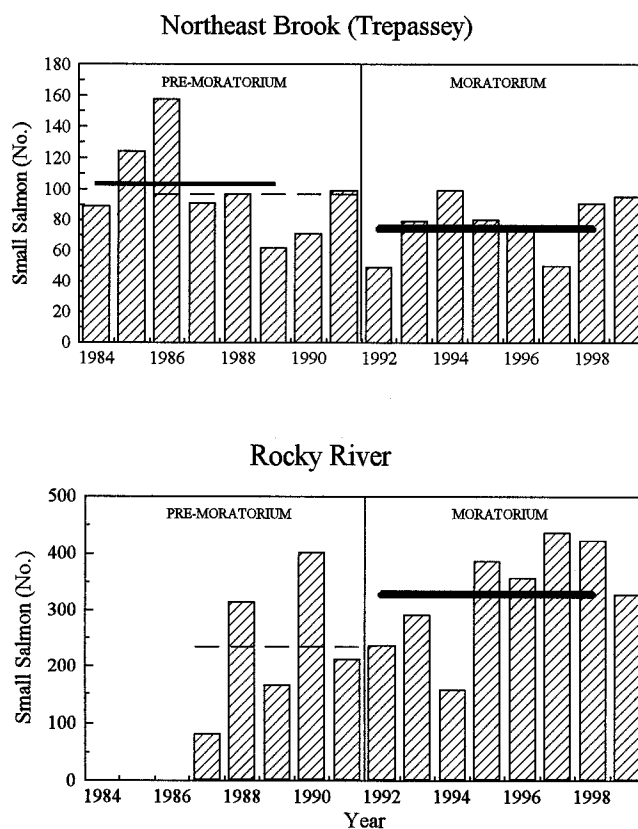 Northeast Brook (Trepassey)
Small Salmon (No.)
180
160
140
120
100
80
60
40
20
0
PRE-MORATORIUM
MORATORIUM
1984 1986 1988 1990 1992 1994 1996 1998
Rocky River
Small Salmon (No.)
500
400
300
200
100
0
PRE-MORATORIUM
MORATORIUM
1984 1986 1988 1990 1992 1994 1996 1998
Year